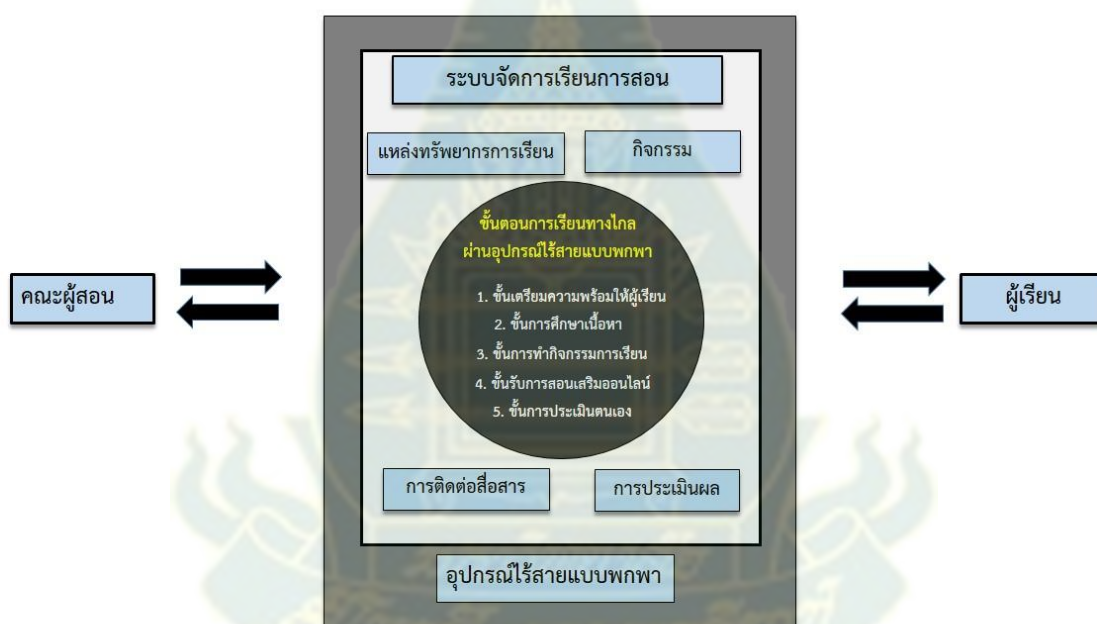 ระบบจัดการเรียนการสอน
แหล่งทรัพยากรการเรียน
กิจกรรม
ขั้นตอนการเรียนทางไกล
ผ่านอุปกรณ์ไร้สายแบบพกพา
1. ขั้นเตรียมความพร้อมให้ผู้เรียน
2. ขั้นการศึกษาเนื้อหา
3. ขั้นการทำกิจกรรมการเรียน
4. ขั้นรับการสอนเสริมออนไลน์
5. ขั้นการประเมินตนเอง
คณะผู้สอน
ผู้เรียน
การติดต่อสื่อสาร
การประเมินผล
อุปกรณ์ไร้สายแบบพกพา